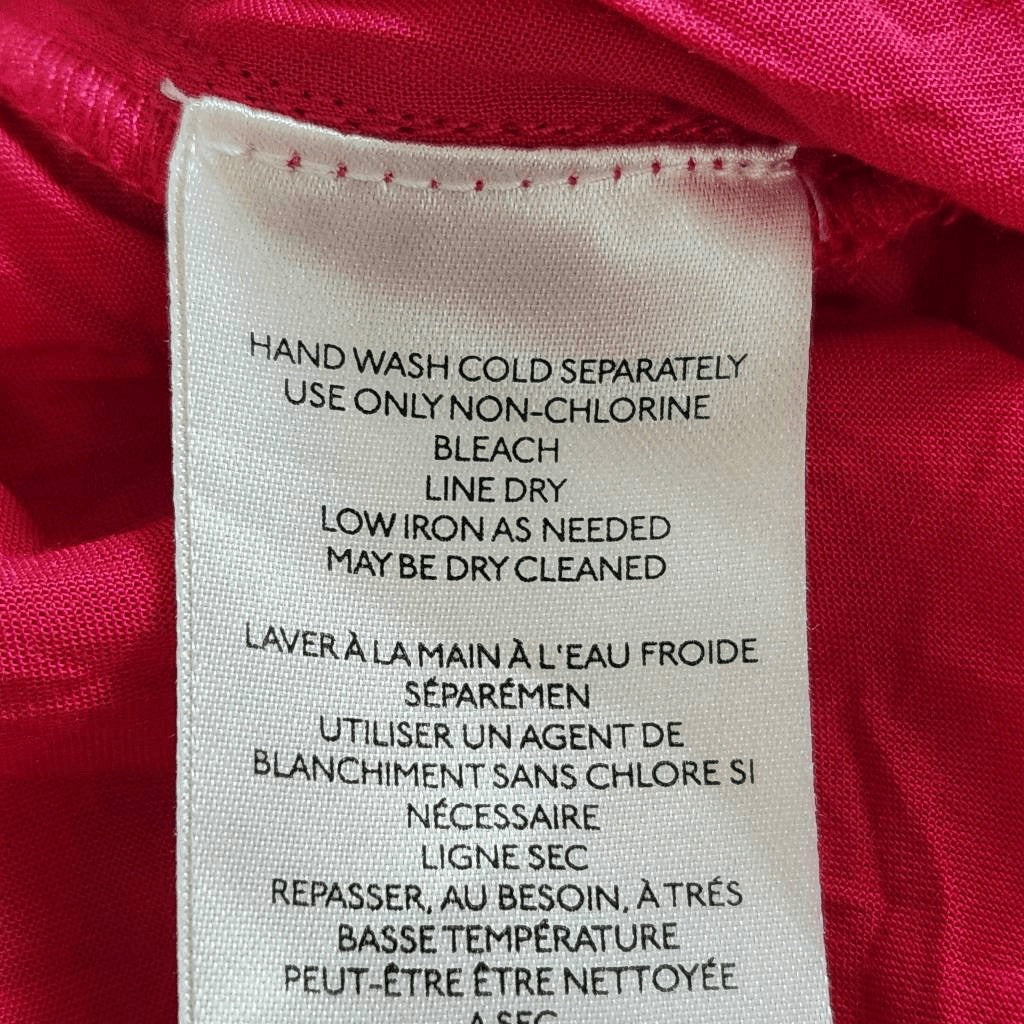 HAND WASH COLD SEPARATELY
USE ONLY NON-CHLORINE
BLEACH
LINE DRY
LOW IRON AS NEEDED
MAY BE DRY CLEANED
LAVER À LA MAIN À L'EAU FROIDE
SÉPARÉMEN
UTILISER UN AGENT DE
BLANCHIMENT SANS CHLORE SI
NÉCESSAIRE
LIGNE SEC
REPASSER, AU BESOIN, À TRÉS
BASSE TEMPÉRATURE
PEUT-ÊTRE ÊTRE NETTOYÉE
A SEC